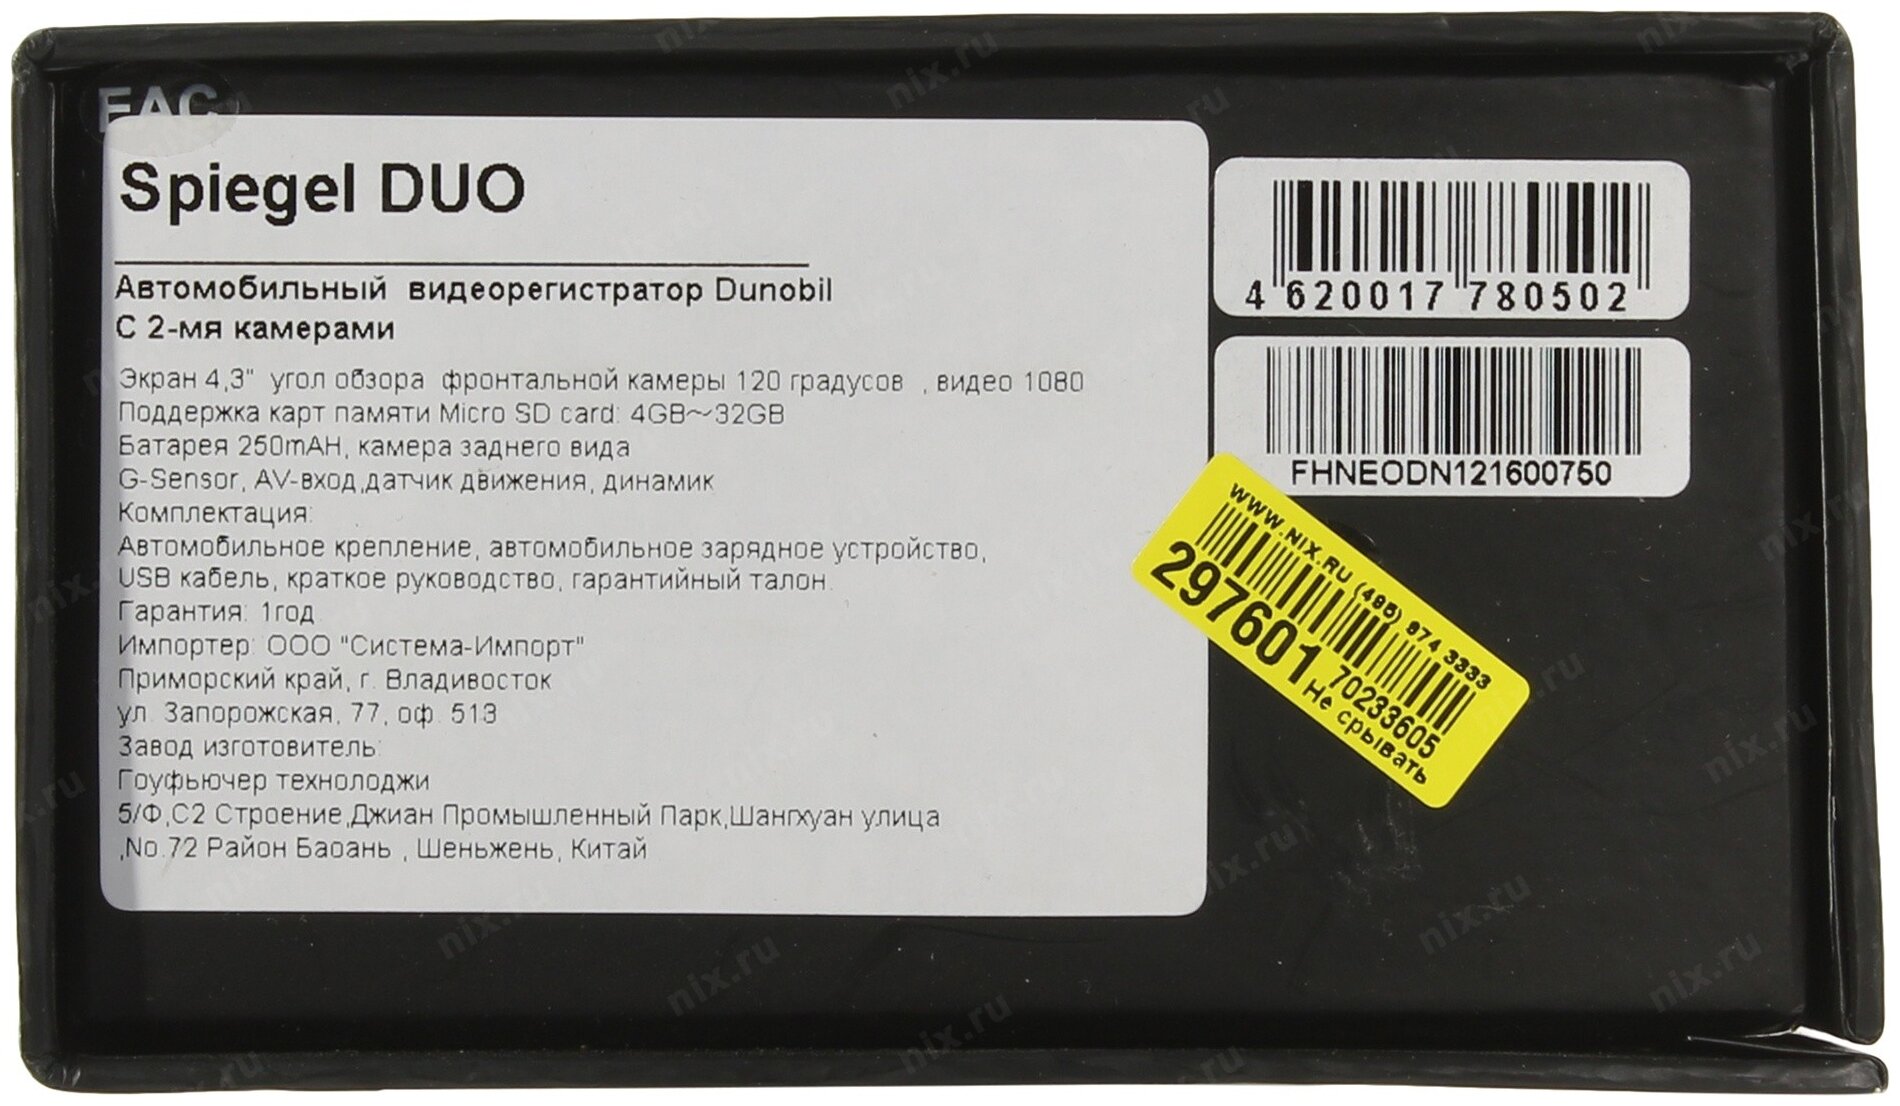 EAC
Spiegel DUO
Автомобильный видеорегистратор Dunobil
С 2-мя камерами
Экран 4,3" угол обзора фронтальной камеры 120 градусов , видео 1080
Поддержка карт памяти Micro SD card: 4GB~32GB
Батарея 250mAH, камера заднего вида
G-Sensor, AV-вход,датчик движения, динамик
Комплектация:
Автомобильное крепление, автомобильное зарядное устройство,
USB кабель, краткое руководство, гарантийный талон.
Гарантия: 1год
Импортер: ООО "Система-Импорт"
Приморский край, г. Владивосток
ул. Запорожская, 77, оф. 513
Завод изготовитель:
Гоуфьючер технолоджи
5/Ф,С2 Строение,Джиан Промышленный Парк,Шангхуан улица
,No.72 Район Баоань , Шеньжень, Китай
4 620017 780502
FHNEODN121600750
WWW.NIX.RU (495) 974 3333
297601
70233605
Не срывать
nix.ru